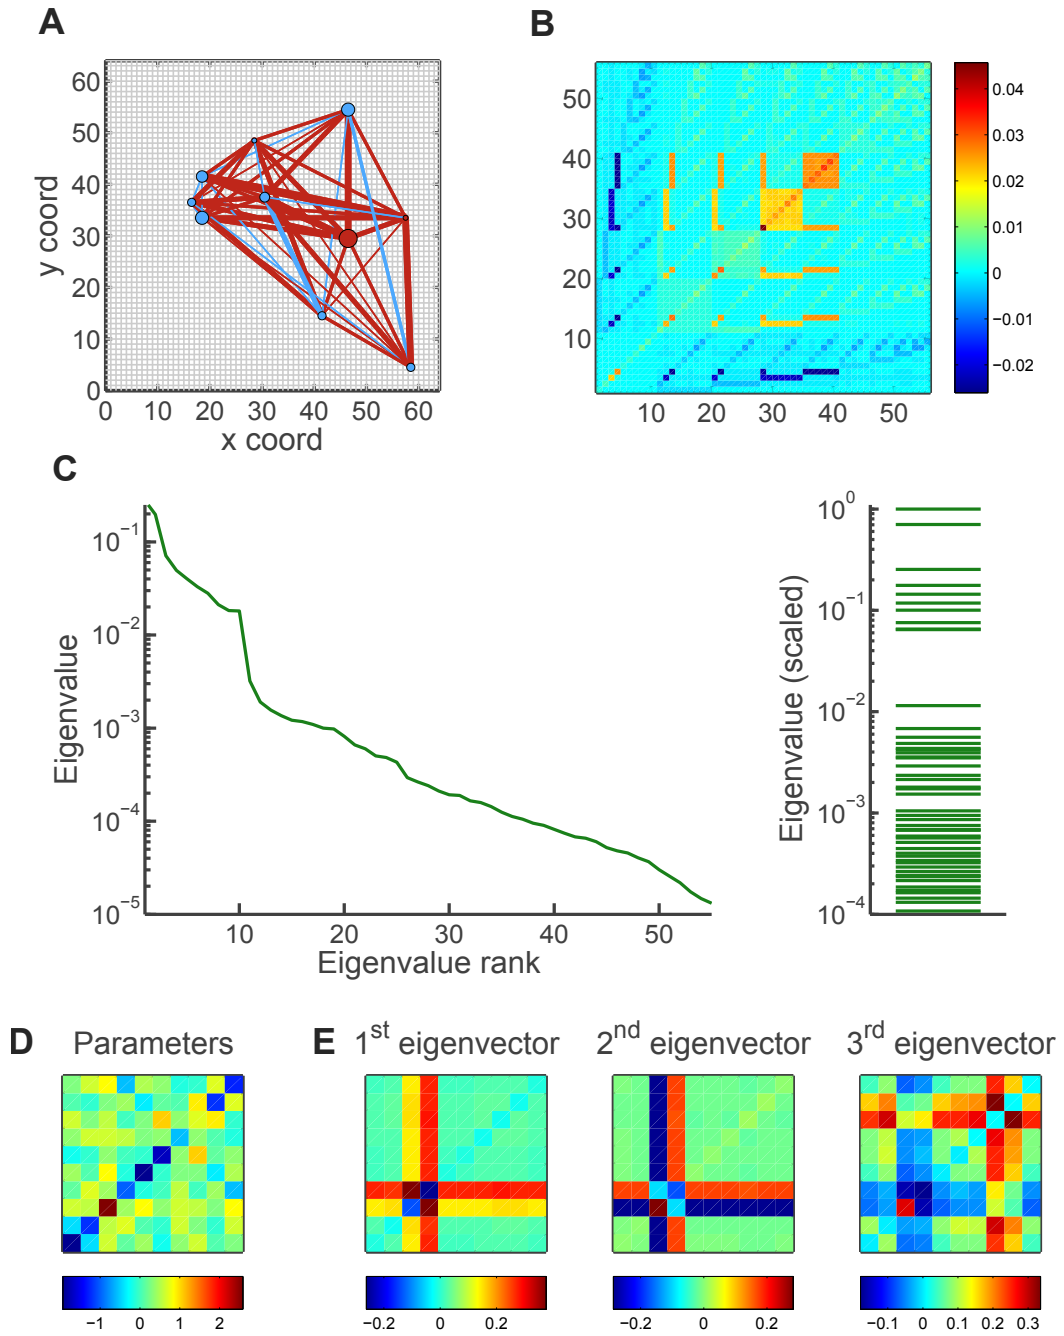 A
B
60
50
40
30
20
10
0
y coord
0 10 20 30 40 50 60
x coord
50
40
30
20
10
10 20 30 40 50
0.04
0.03
0.02
0.01
0
−0.01
−0.02
C
Eigenvalue
10^-1
10^-2
10^-3
10^-4
10^-5
10 20 30 40 50
Eigenvalue rank
Eigenvalue (scaled)
10^0
10^-1
10^-2
10^-3
10^-4
D Parameters
E 1st eigenvector 2nd eigenvector 3rd eigenvector
−1 0 1 2
−0.2 0 0.2
−0.2 0 0.2
−0.1 0 0.1 0.2 0.3